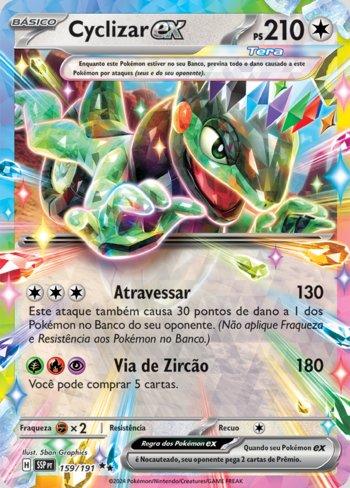 BÁSICO Cyclizar ex PS 210
Tera
Enquanto este Pokémon estiver no seu Banco, previna todo o dano causado a este
Pokémon por ataques (seus e do seu oponente).
Atravessar 130
Este ataque também causa 30 pontos de dano a 1 dos
Pokémon no Banco do seu oponente. (Não aplique Fraqueza
e Resistência aos Pokémon no Banco.)
Via de Zircão 180
Você pode comprar 5 cartas.
Fraqueza ×2 Resistência Recuo
Ilust. 5ban Graphics
Regra dos Pokémon ex Quando seu Pokémon ex
é Nocauteado, seu oponente pega 2 cartas de Prêmio.
H SSP PT 159/191
©2024 Pokémon/Nintendo/Creatures/GAME FREAK